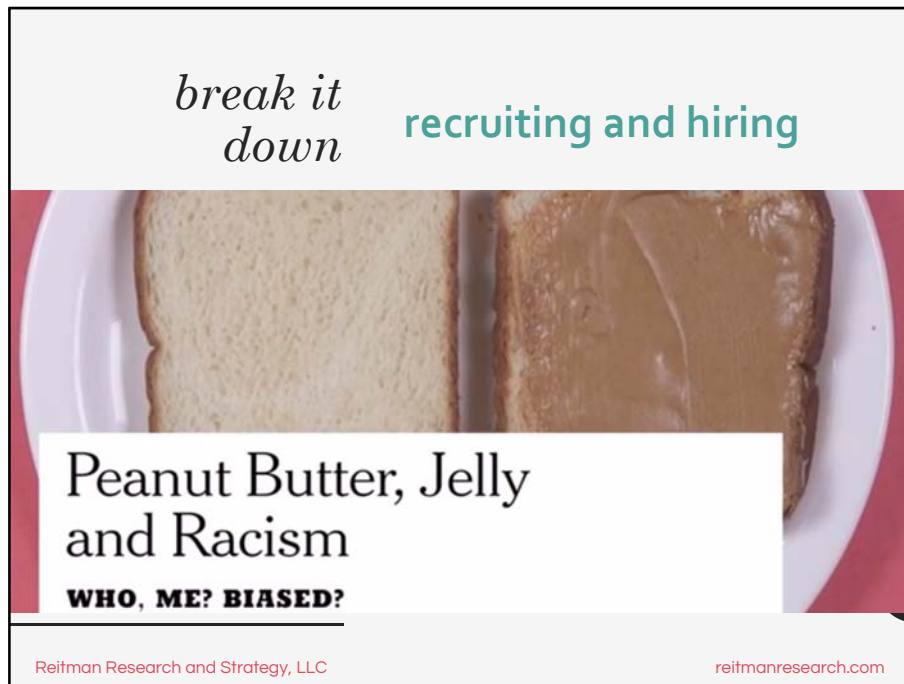 break it
down
recruiting and hiring
Peanut Butter, Jelly
and Racism
WHO, ME? BIASED?
Reitman Research and Strategy, LLC
reitmanresearch.com